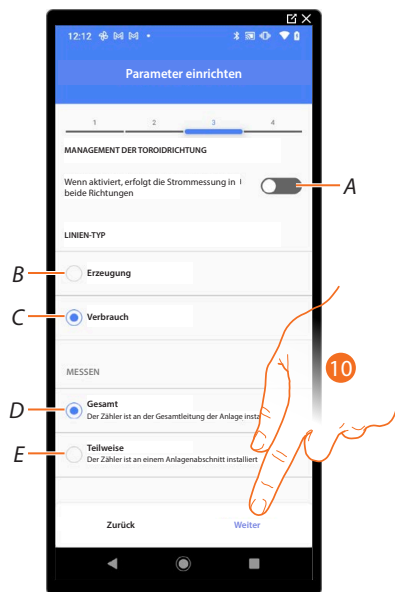 12:12
Parameter einrichten
1 2 3 4
MANAGEMENT DER TOROIDRICHTUNG
Wenn aktiviert, erfolgt die Strommessung in
beide Richtungen
A
LINIEN-TYP
B Erzeugung
C Verbrauch
MESSEN
10
D Gesamt
Der Zähler ist an der Gesamtleitung der Anlage insta
E Teilweise
Der Zähler ist an einem Anlagenabschnitt installiert
Zurück Weiter